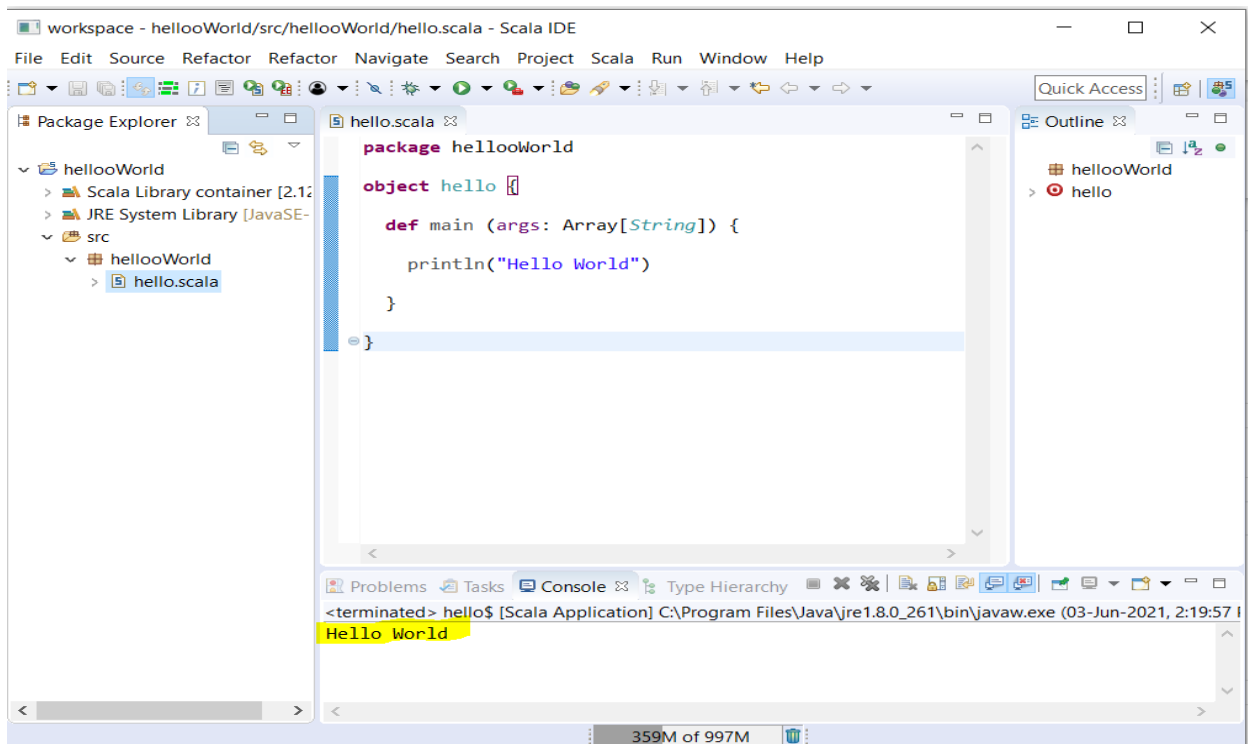 workspace - hellooWorld/src/hellooWorld/hello.scala - Scala IDE
File Edit Source Refactor Refactor Navigate Search Project Scala Run Window Help
Quick Access
Package Explorer
hellooWorld
Scala Library container [2.12
JRE System Library [JavaSE-
src
hellooWorld
hello.scala
hello.scala
package hellooWorld
object hello {
def main (args: Array[String]) {
println("Hello World")
}
}
Outline
hellooWorld
hello
Problems Tasks Console Type Hierarchy
<terminated> hello$ [Scala Application] C:\Program Files\Java\jre1.8.0_261\bin\javaw.exe (03-Jun-2021, 2:19:57
Hello World
359M of 997M